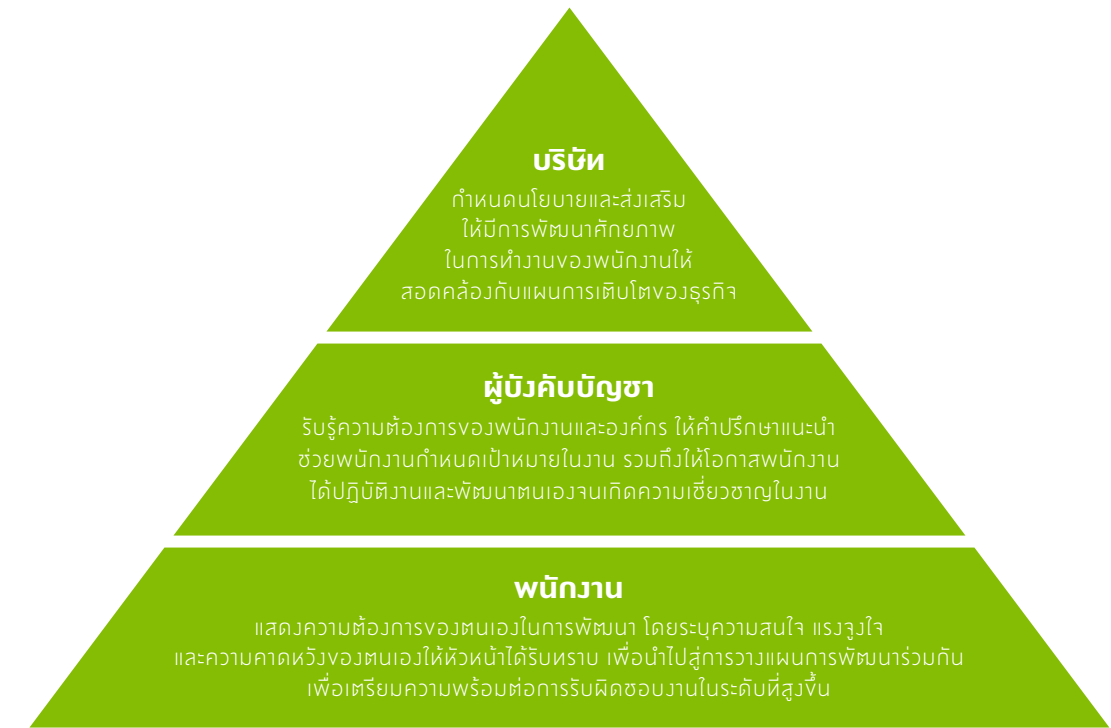 บริษัท
กำหนดนโยบายและส่งเสริม
ให้มีการพัฒนาศักยภาพ
ในการทำงานของพนักงานให้
สอดคล้องกับแผนการเติบโตของธุรกิจ
ผู้บังคับบัญชา
รับรู้ความต้องการของพนักงานและองค์กร ให้คำปรึกษาแนะนำ
ช่วยพนักงานกำหนดเป้าหมายในงาน รวมถึงให้โอกาสพนักงาน
ได้ปฏิบัติงานและพัฒนาตนเองจนเกิดความเชี่ยวชาญในงาน
พนักงาน
แสดงความต้องการของตนเองในการพัฒนา โดยระบุความสนใจ แรงจูงใจ
และความคาดหวังของตนเองให้หัวหน้าได้รับทราบ เพื่อนำไปสู่การวางแผนการพัฒนาร่วมกัน
เพื่อเตรียมความพร้อมต่อการรับผิดชอบงานในระดับที่สูงขึ้น